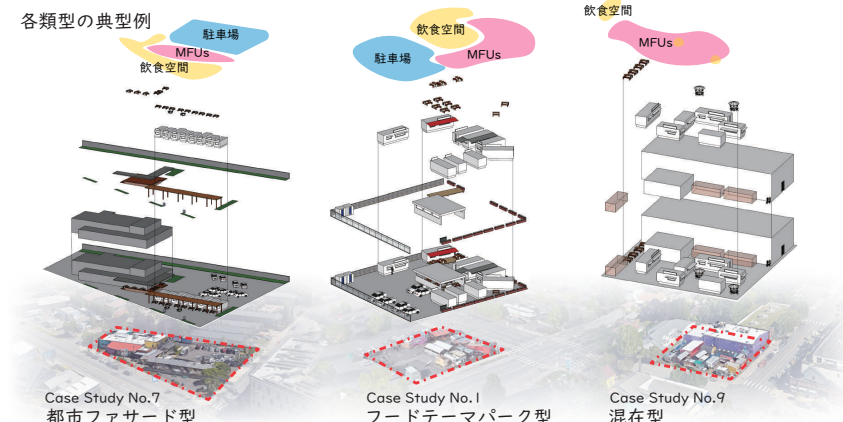 各類型の典型例
駐車場
MFUs
飲食空間
飲食空間
駐車場
MFUs
飲食空間
MFUs
Case Study No.7
都市ファサード型
Case Study No.1
フードテーマパーク型
Case Study No.9
混在型